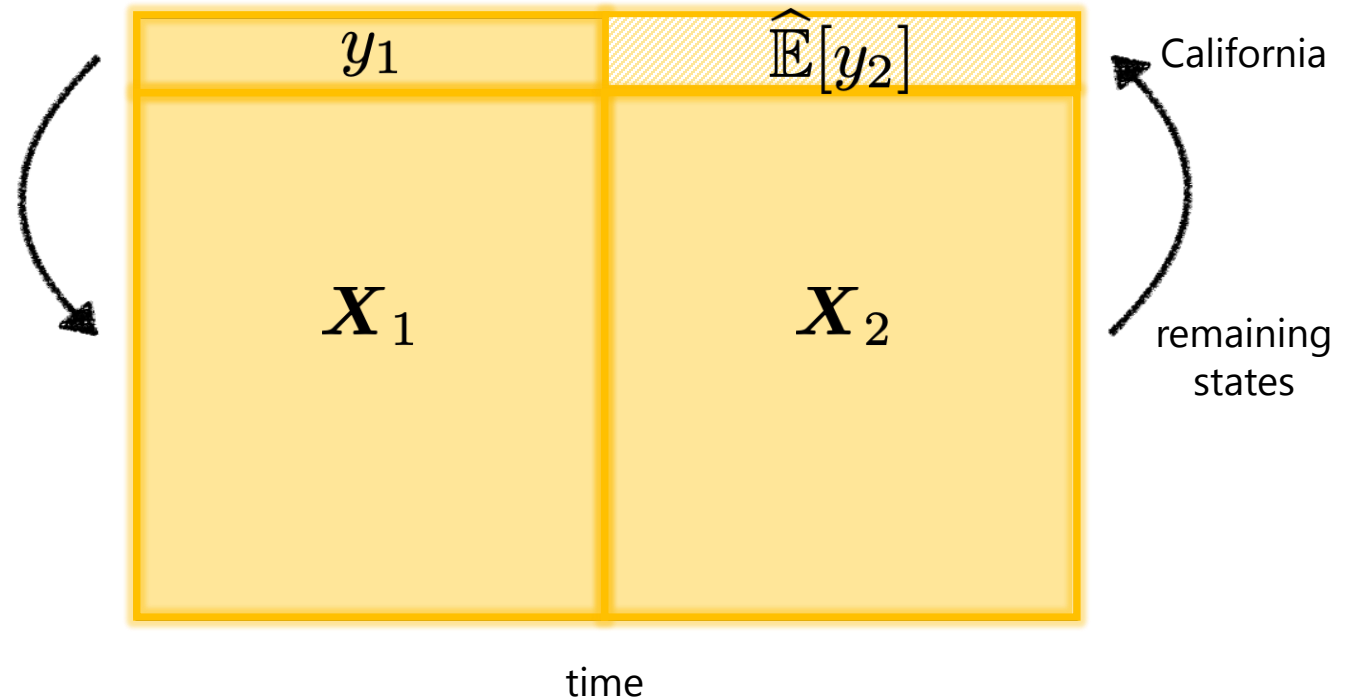 y₁
𝔼̂[y₂]
California
𝑿₁
𝑿₂
remaining
states
time